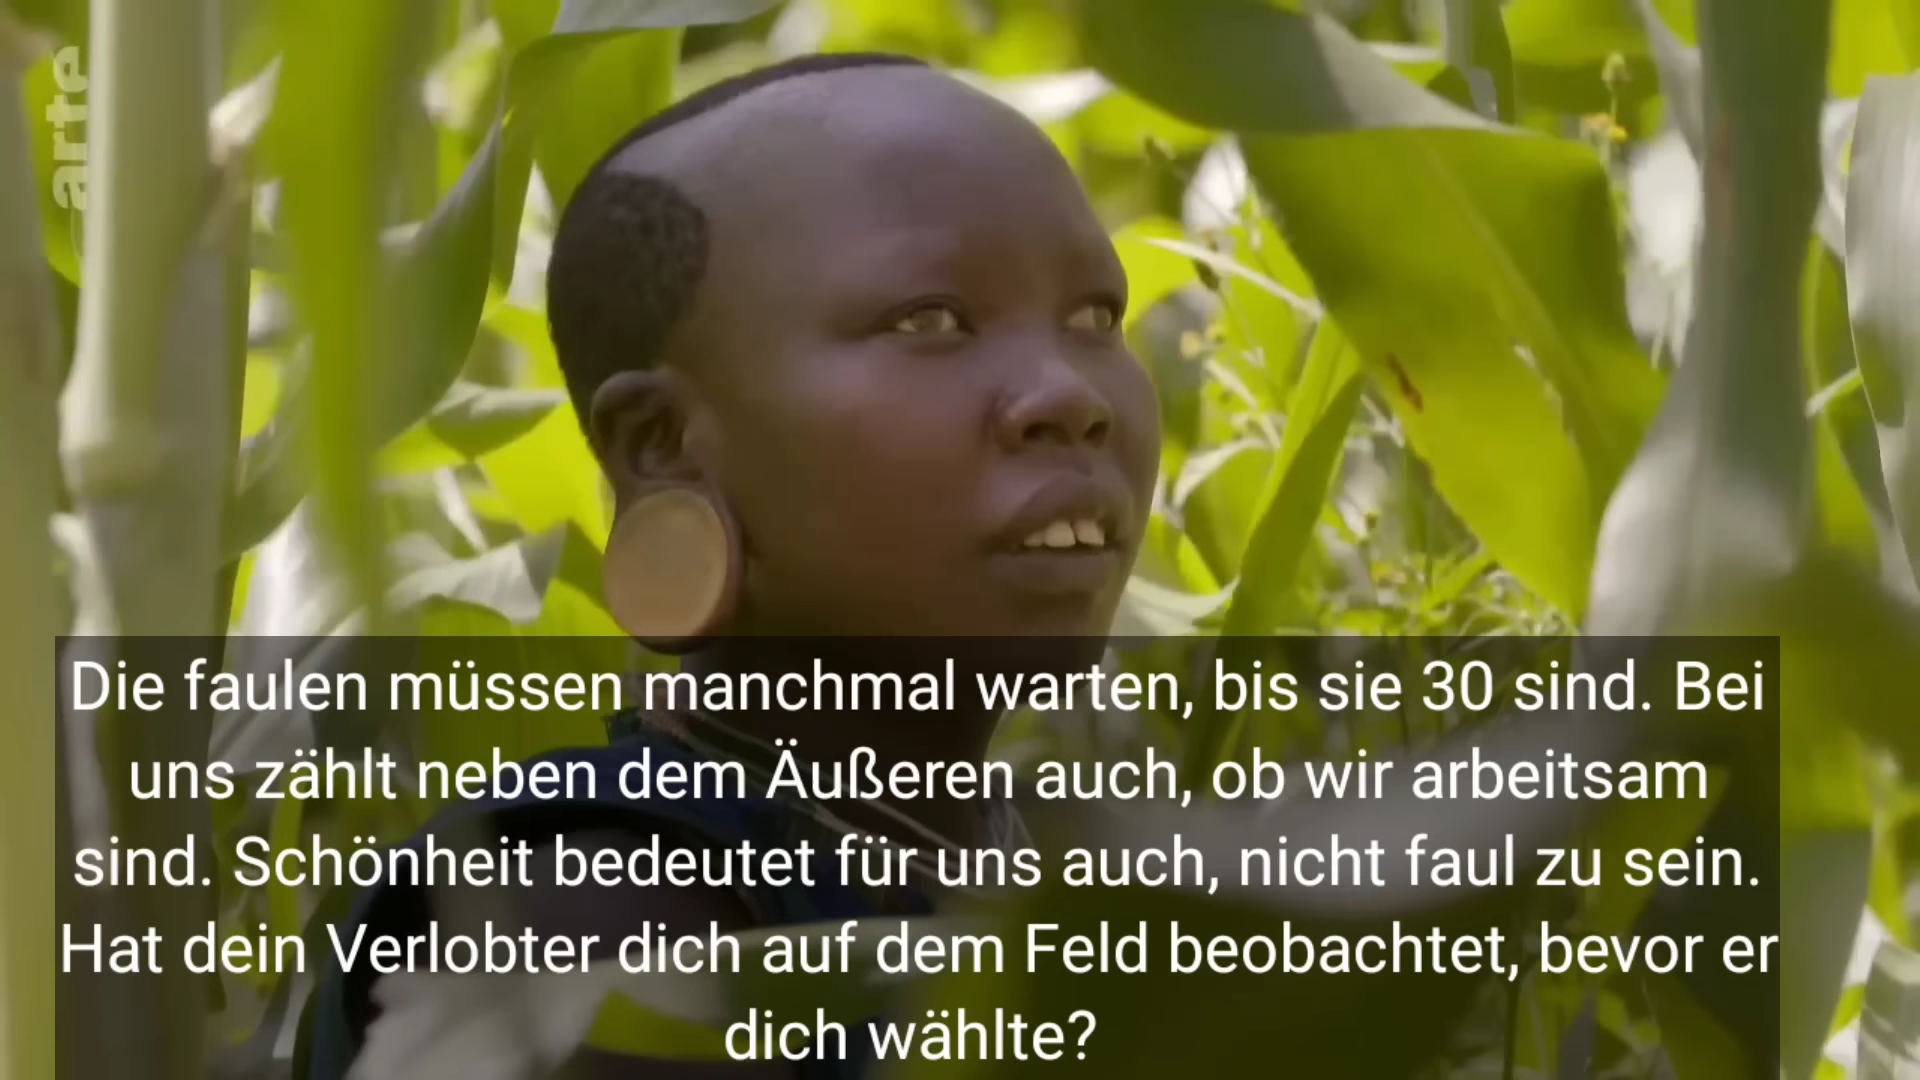 arte
Die faulen müssen manchmal warten, bis sie 30 sind. Bei
uns zählt neben dem Äußeren auch, ob wir arbeitsam
sind. Schönheit bedeutet für uns auch, nicht faul zu sein.
Hat dein Verlobter dich auf dem Feld beobachtet, bevor er
dich wählte?